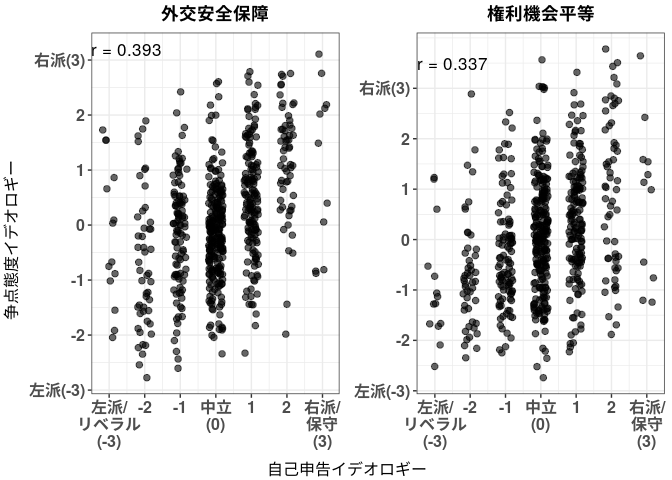 外交安全保障
権利機会平等
r = 0.393
r = 0.337
争点態度イデオロギー
右派(3)
2
1
0
-1
-2
左派(-3)
右派(3)
2
1
0
-1
-2
左派(-3)
左派/
リベラル
(-3)
-2
-1
中立
(0)
1
2
右派/
保守
(3)
左派/
リベラル
(-3)
-2
-1
中立
(0)
1
2
右派/
保守
(3)
自己申告イデオロギー